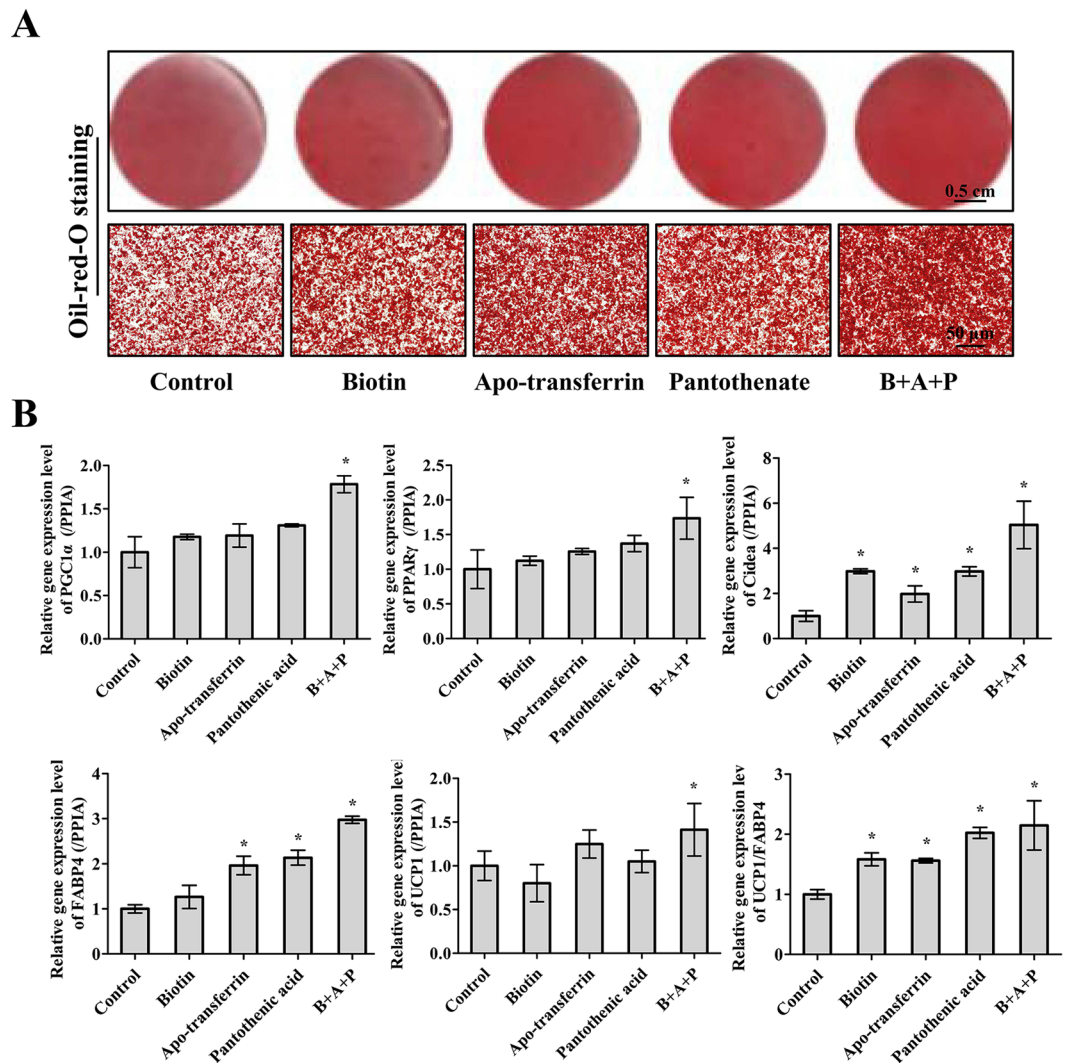 A
Oil-red-O staining
0.5 cm
50 μm
Control
Biotin
Apo-transferrin
Pantothenate
B+A+P
B
Relative gene expression level
of PGC1α (/PPIA)
2.0
1.5
1.0
0.5
0.0
*
Control
Biotin
Apo-transferrin
Pantothenic acid
B+A+P
Relative gene expression level
of PPARγ (/PPIA)
2.5
2.0
1.5
1.0
0.5
0.0
*
Control
Biotin
Apo-transferrin
Pantothenic acid
B+A+P
Relative gene expression level
of Cidea (/PPIA)
8
6
4
2
0
*
*
*
*
Control
Biotin
Apo-transferrin
Pantothenic acid
B+A+P
Relative gene expression level
of FABP4 (/PPIA)
4
3
2
1
0
*
*
*
Control
Biotin
Apo-transferrin
Pantothenic acid
B+A+P
Relative gene expression level
of UCP1 (/PPIA)
2.0
1.5
1.0
0.5
0.0
*
Control
Biotin
Apo-transferrin
Pantothenic acid
B+A+P
Relative gene expression lev
of UCP1/FABP4
3
2
1
0
*
*
*
*
Control
Biotin
Apo-transferrin
Pantothenic acid
B+A+P